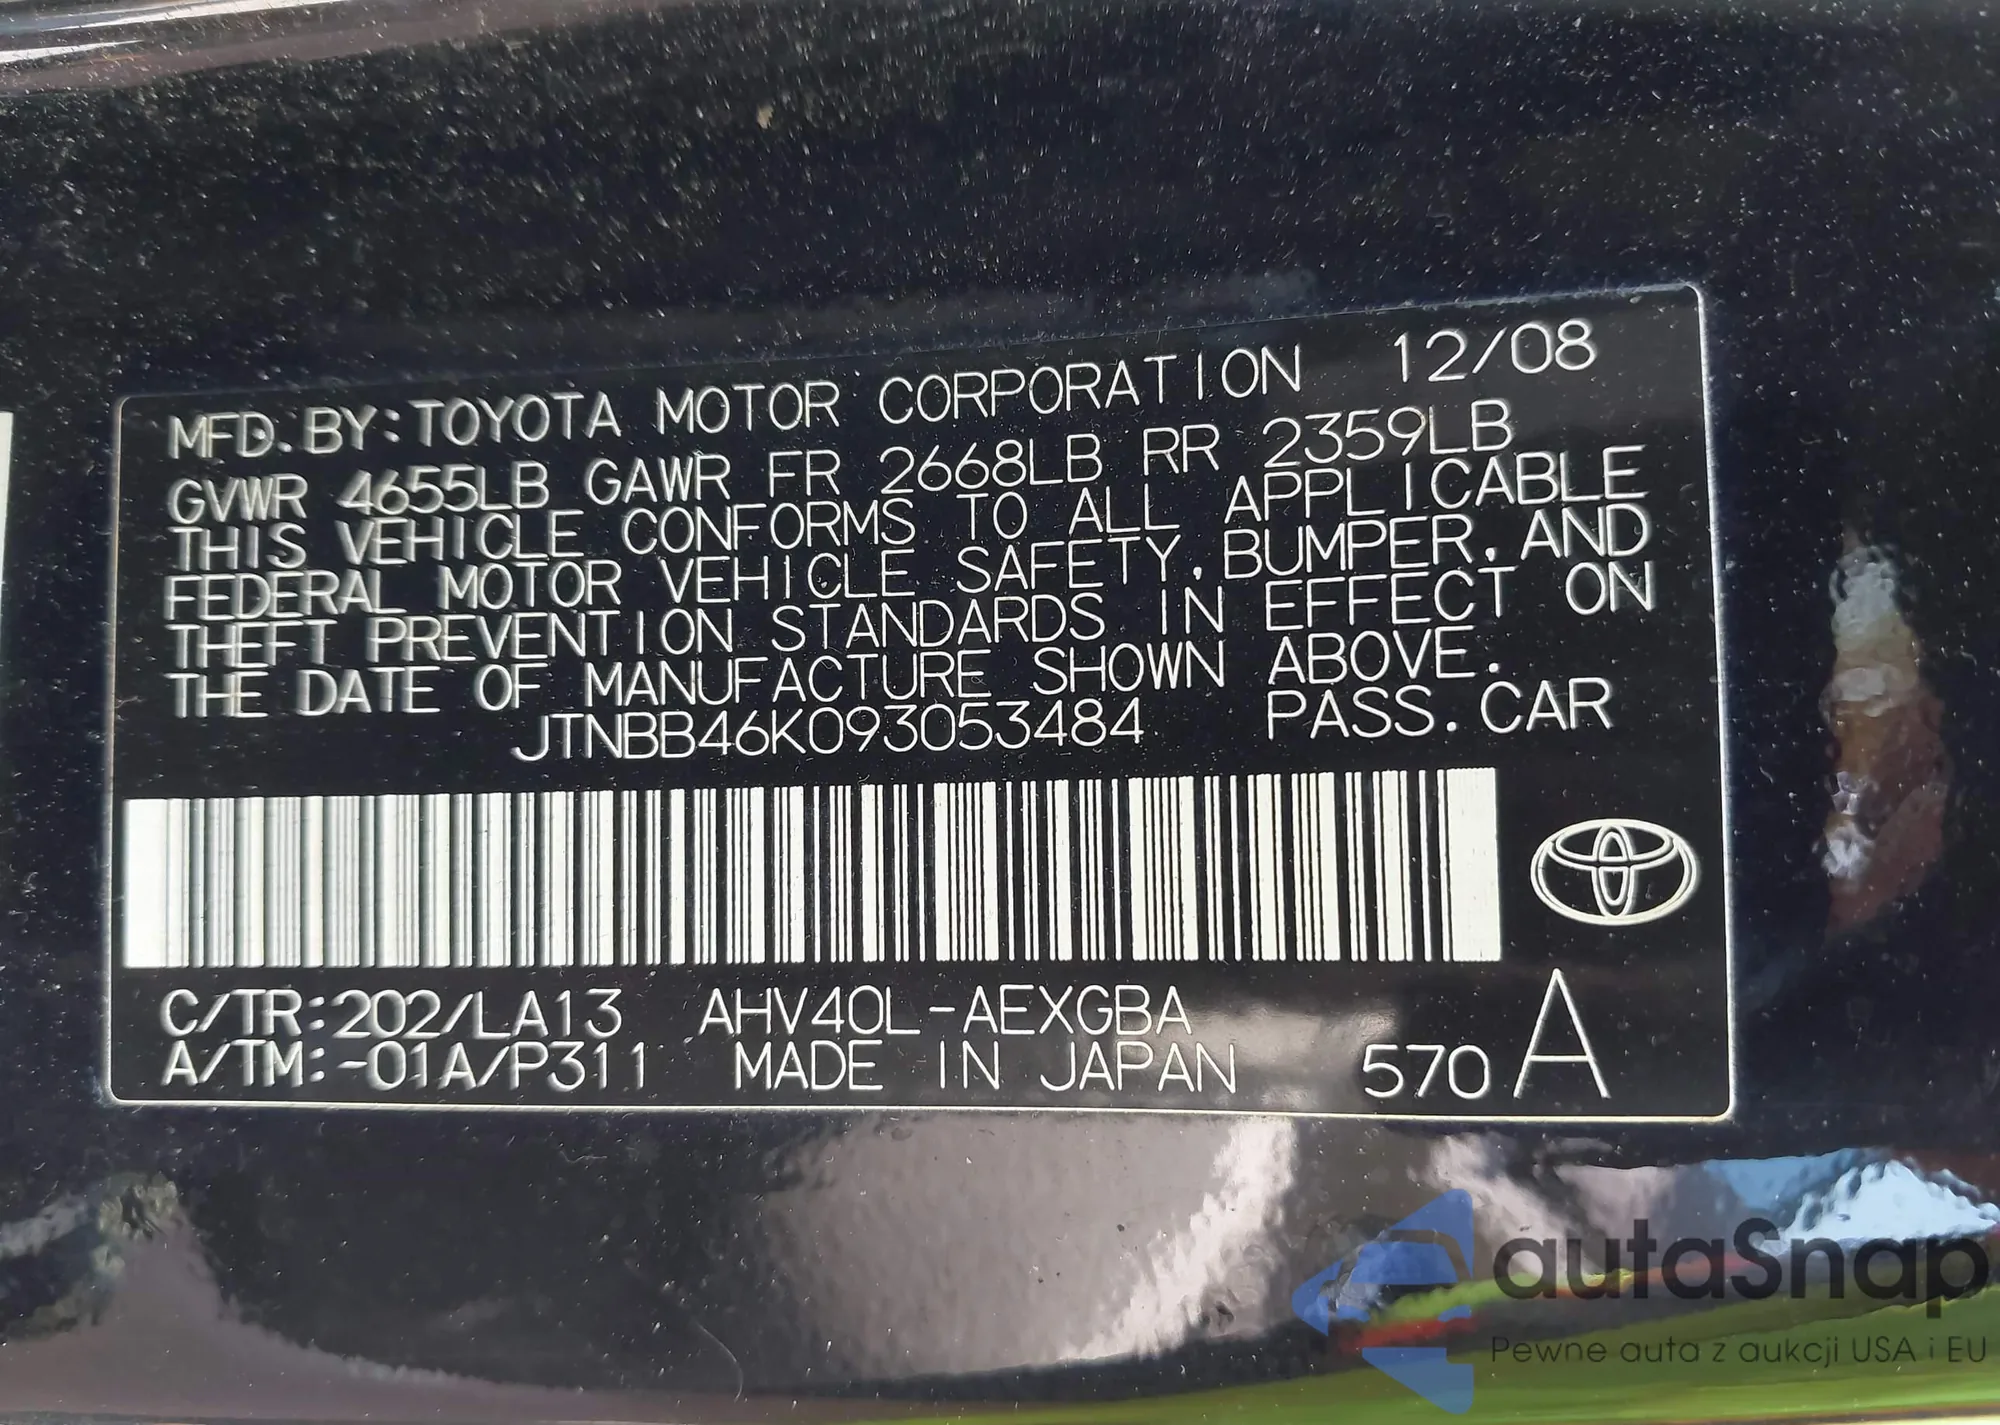 MFD. BY: TOYOTA MOTOR CORPORATION 12/08
GVWR 4655LB GAWR FR 2668LB RR 2359LB
THIS VEHICLE CONFORMS TO ALL APPLICABLE
FEDERAL MOTOR VEHICLE SAFETY, BUMPER, AND
THEFT PREVENTION STANDARDS IN EFFECT ON
THE DATE OF MANUFACTURE SHOWN ABOVE.
JTNBB46K093053484 PASS. CAR
C/TR:202/LA13 AHV40L-AEXGBA
A/TM:-01A/P311 MADE IN JAPAN 570 A
autaSnap
Pewne auta z aukcji USA i EU